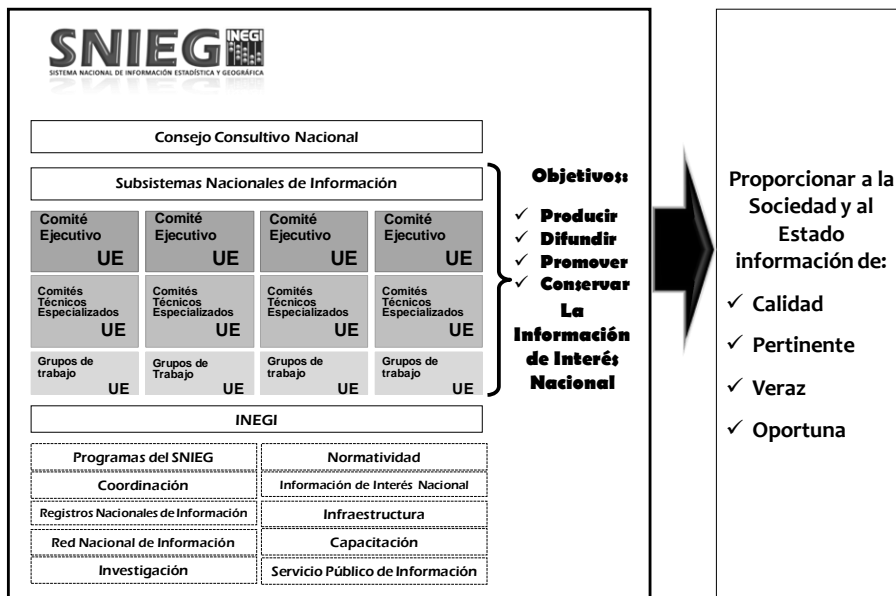 SNIEG INEGI
SISTEMA NACIONAL DE INFORMACIÓN ESTADÍSTICA Y GEOGRÁFICA
Consejo Consultivo Nacional
Subsistemas Nacionales de Información
Comité
Ejecutivo
UE
Comité
Ejecutivo
UE
Comité
Ejecutivo
UE
Comité
Ejecutivo
UE
Comités
Técnicos
Especializados
UE
Comités
Técnicos
Especializados
UE
Comités
Técnicos
Especializados
UE
Comités
Técnicos
Especializados
UE
Grupos de
trabajo
UE
Grupos de
Trabajo
UE
Grupos de
trabajo
UE
Grupos de
trabajo
UE
INEGI
Programas del SNIEG
Normatividad
Coordinación
Información de Interés Nacional
Registros Nacionales de Información
Infraestructura
Red Nacional de Información
Capacitación
Investigación
Servicio Público de Información
Objetivos:
✓ Producir
✓ Difundir
✓ Promover
✓ Conservar
La
Información
de Interés
Nacional
Proporcionar a la
Sociedad y al
Estado
información de:
✓ Calidad
✓ Pertinente
✓ Veraz
✓ Oportuna